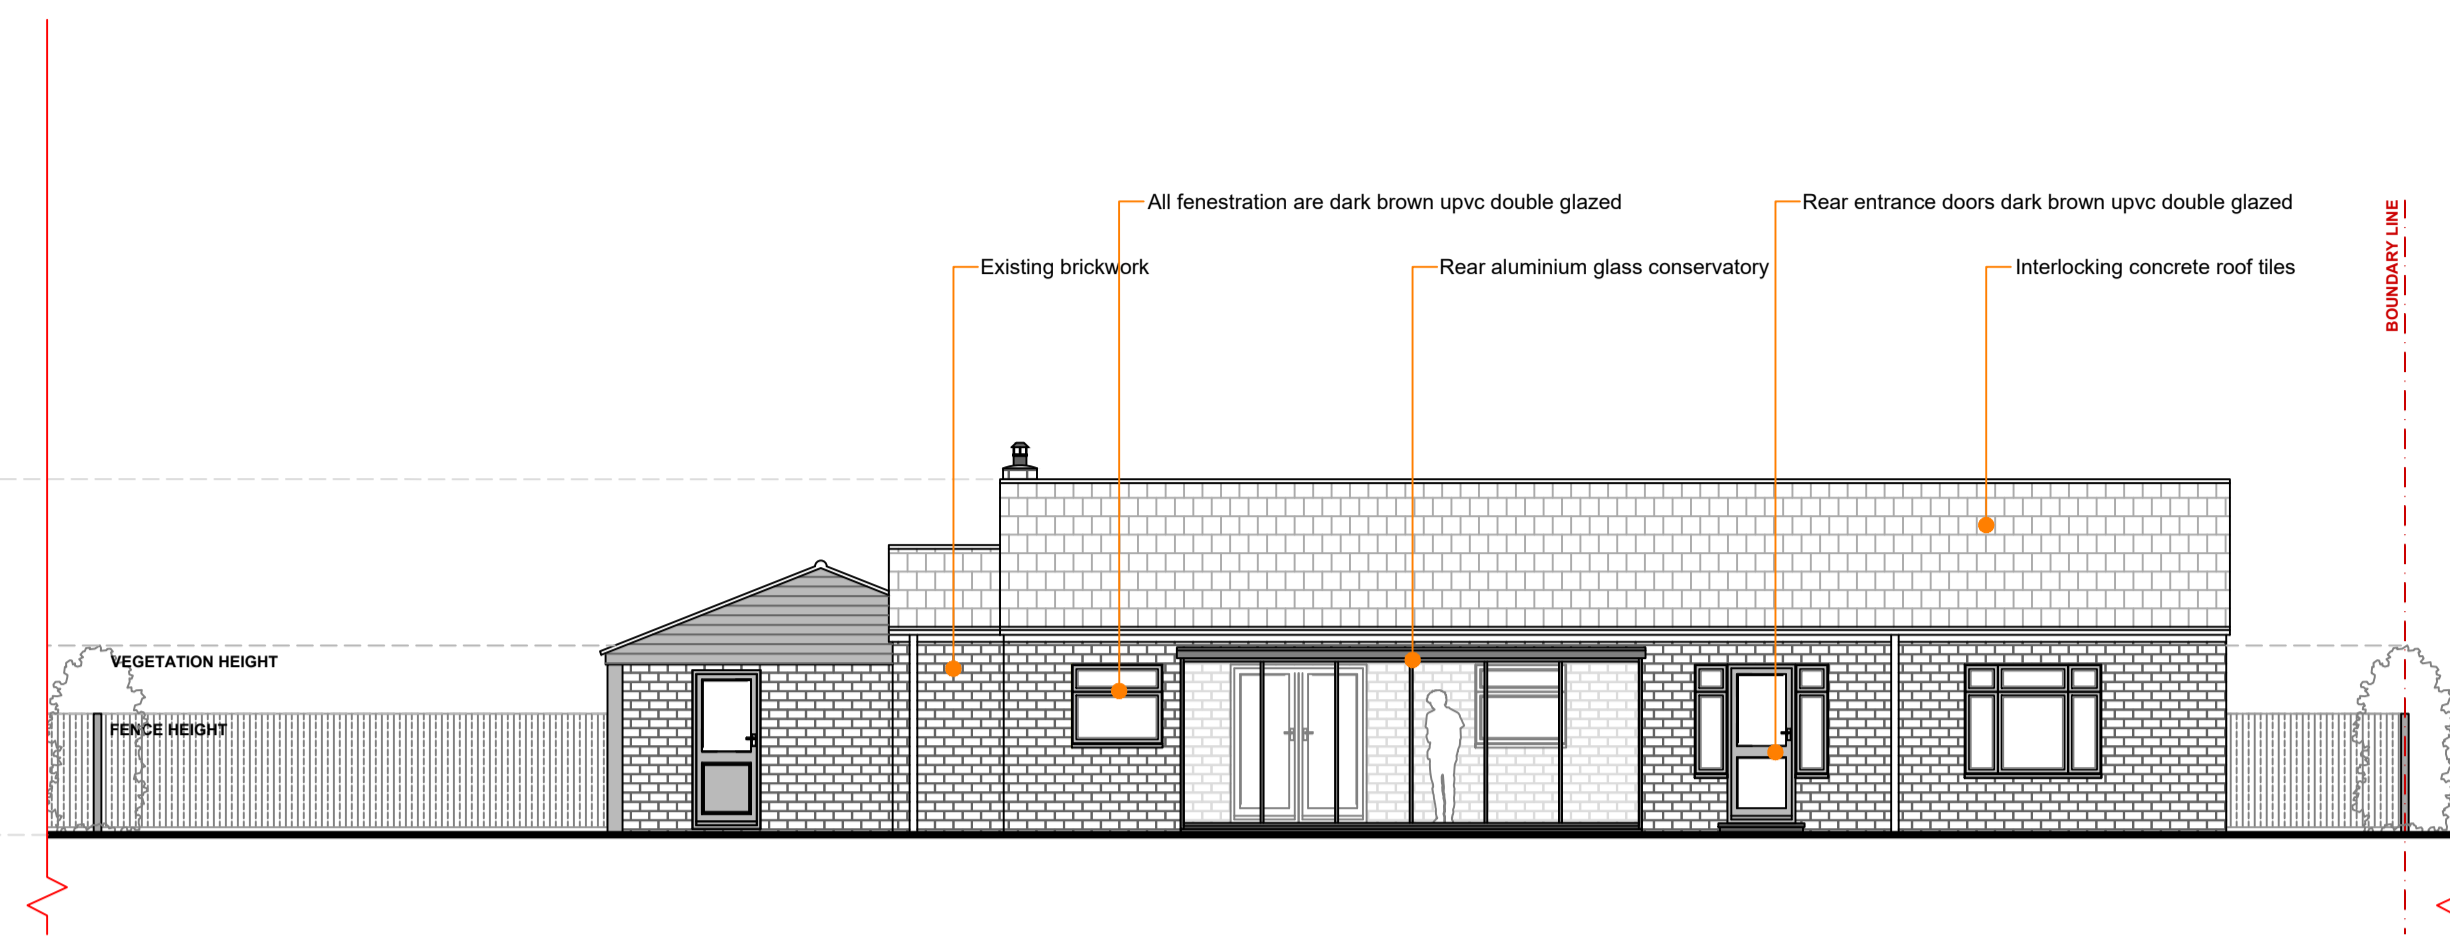 All fenestration are dark brown upvc double glazed
Rear entrance doors dark brown upvc double glazed
Existing brickwork
Rear aluminium glass conservatory
Interlocking concrete roof tiles
BOUNDARY LINE
VEGETATION HEIGHT
FENCE HEIGHT